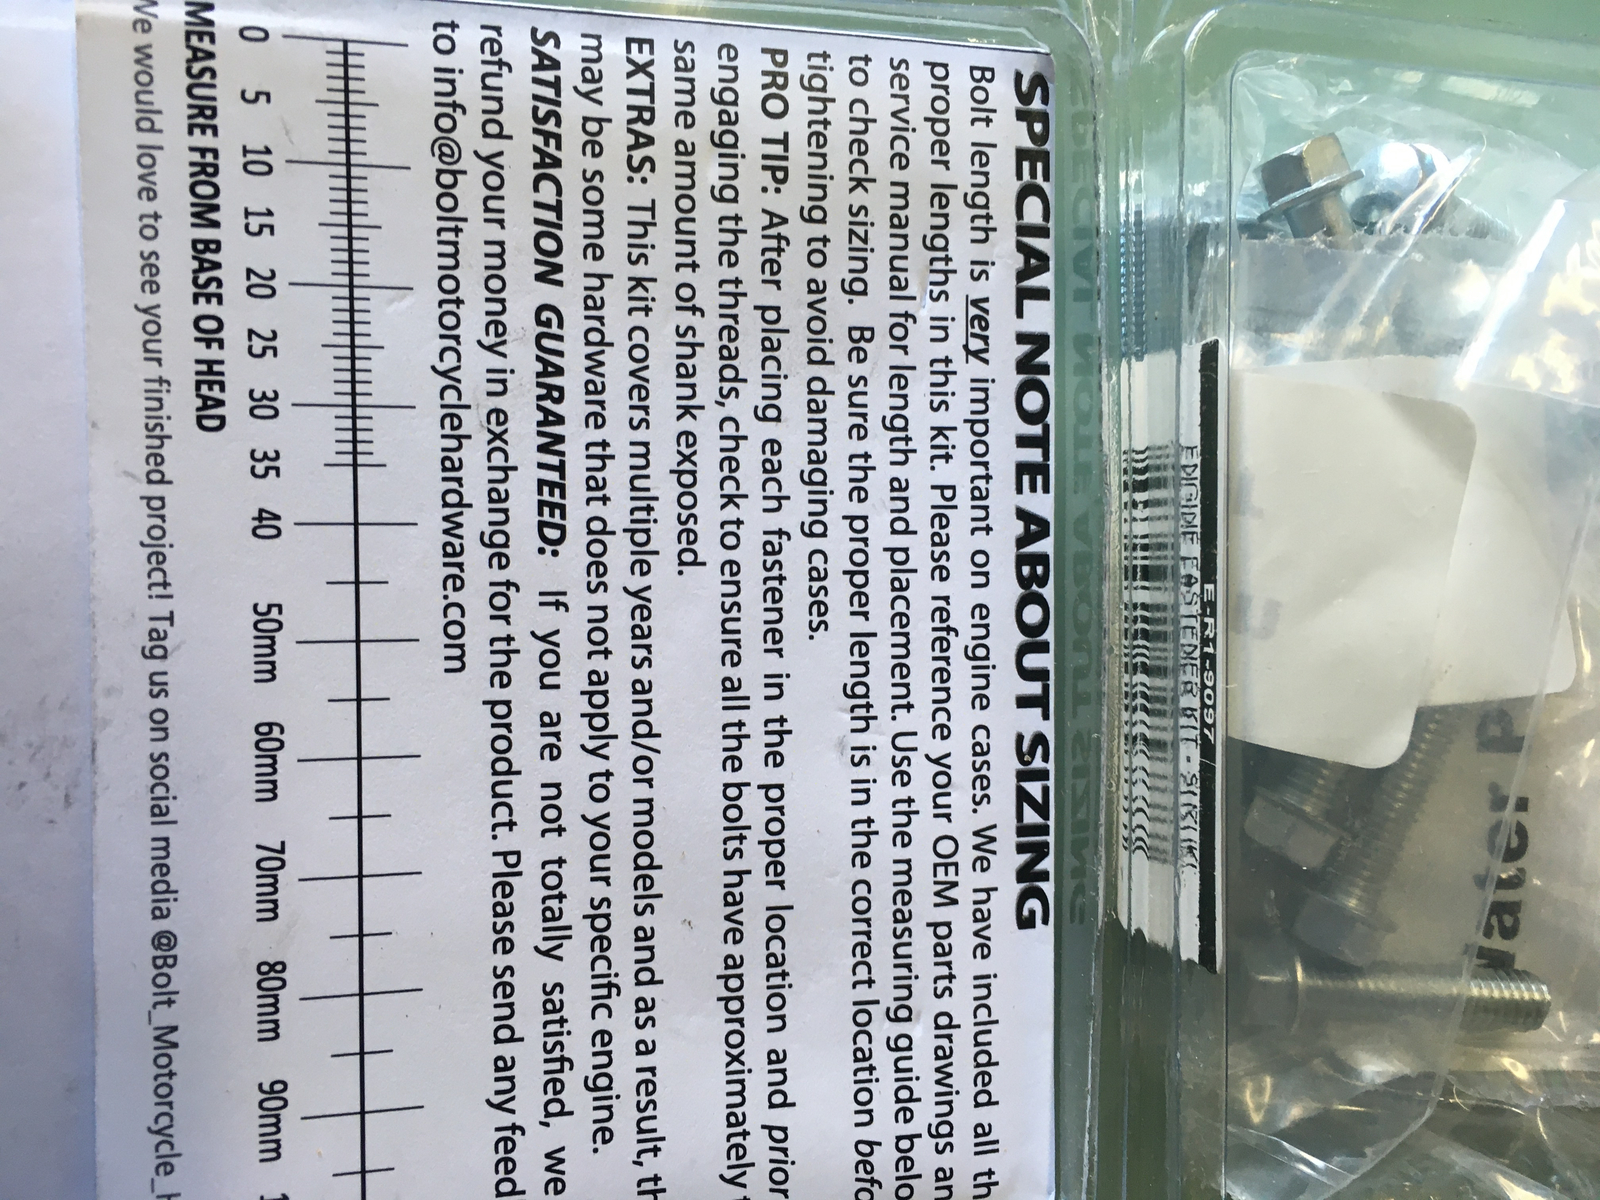 SPECIAL NOTE ABOUT SIZING
Bolt length is very important on engine cases. We have included all th
proper lengths in this kit. Please reference your OEM parts drawings an
service manual for length and placement. Use the measuring guide belo
to check sizing. Be sure the proper length is in the correct location befo
tightening to avoid damaging cases.
PRO TIP: After placing each fastener in the proper location and prior
engaging the threads, check to ensure all the bolts have approximately
same amount of shank exposed.
EXTRAS: This kit covers multiple years and/or models and as a result, th
may be some hardware that does not apply to your specific engine.
SATISFACTION GUARANTEED: If you are not totally satisfied, we
refund your money in exchange for the product. Please send any feed
to info@boltmotorcyclehardware.com
0 5 10 15 20 25 30 35 40 50mm 60mm 70mm 80mm 90mm 1
MEASURE FROM BASE OF HEAD
We would love to see your finished project! Tag us on social media @Bolt_Motorcycle_H
E-R1-9097
FASTENER KIT -